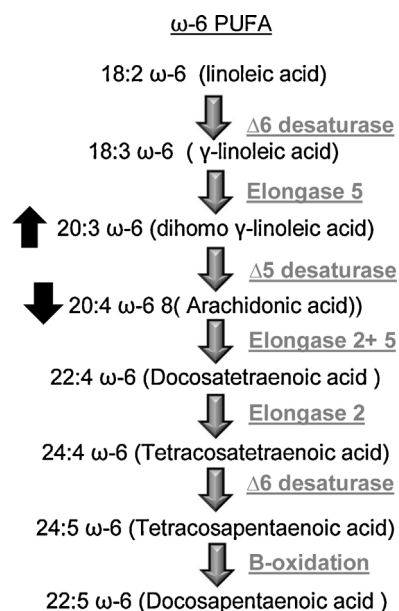 ω-6 PUFA
18:2 ω-6 (linoleic acid)
Δ6 desaturase
18:3 ω-6 ( γ-linoleic acid)
Elongase 5
20:3 ω-6 (dihomo γ-linoleic acid)
Δ5 desaturase
20:4 ω-6 8( Arachidonic acid))
Elongase 2+ 5
22:4 ω-6 (Docosatetraenoic acid )
Elongase 2
24:4 ω-6 (Tetracosatetraenoic acid)
Δ6 desaturase
24:5 ω-6 (Tetracosapentaenoic acid)
B-oxidation
22:5 ω-6 (Docosapentaenoic acid )